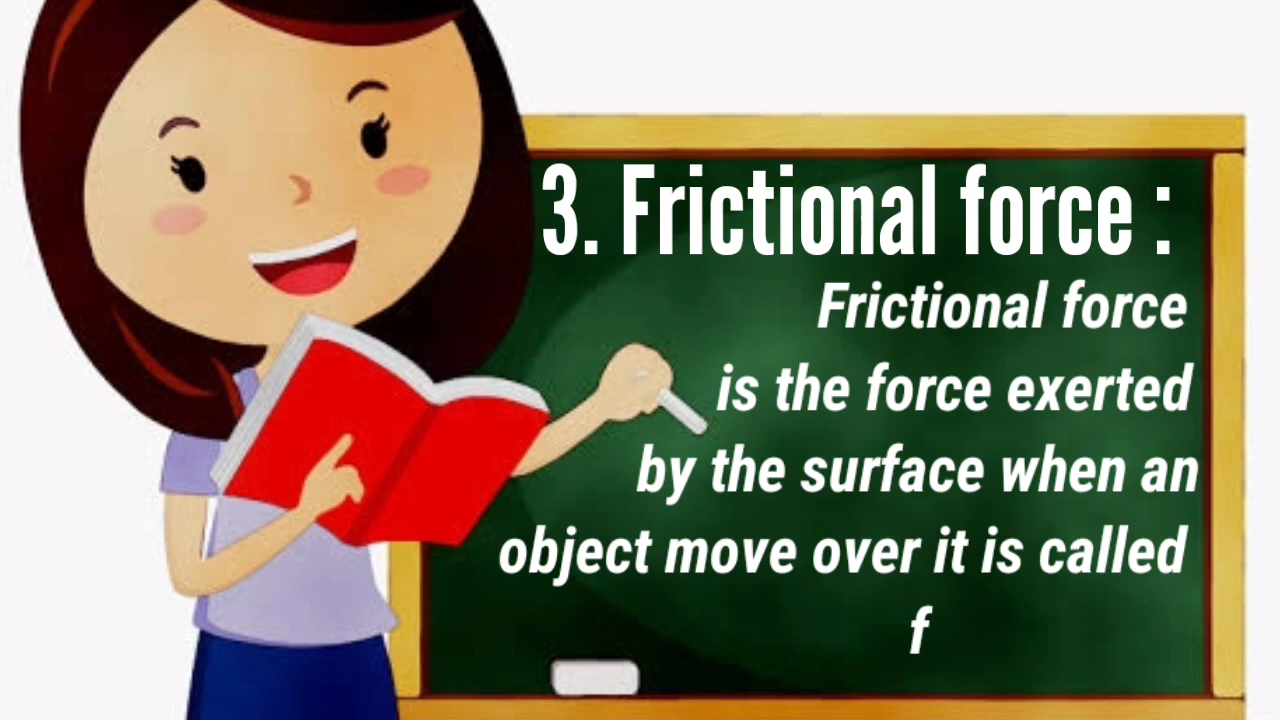 3. Frictional force :
Frictional force
is the force exerted
by the surface when an
object move over it is called
f